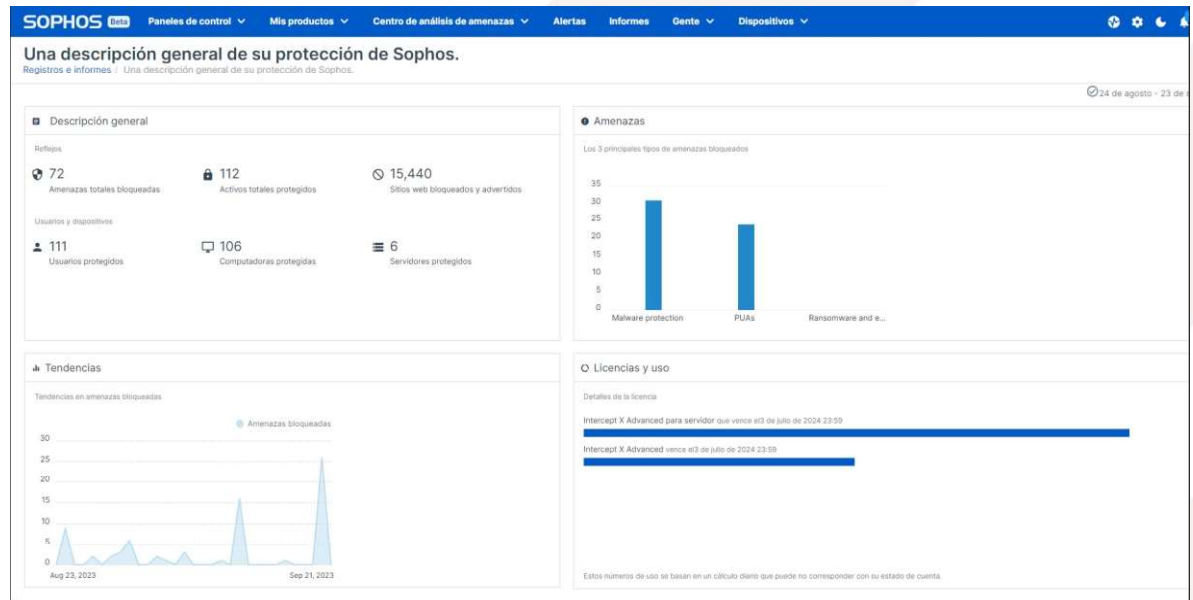 SOPHOS Beta Paneles de control Mis productos Centro de análisis de amenazas Alertas Informes Gente Dispositivos
Una descripción general de su protección de Sophos.
Registros e informes / Una descripción general de su protección de Sophos.
24 de agosto - 23 de
Descripción general
Reflejos
72
Amenazas totales bloqueadas
112
Activos totales protegidos
15,440
Sitios web bloqueados y advertidos
Usuarios y dispositivos
111
Usuarios protegidos
106
Computadoras protegidas
6
Servidores protegidos
Amenazas
Los 3 principales tipos de amenazas bloqueados
35
30
25
20
15
10
5
0
Malware protection PUAs Ransomware and e...
Tendencias
Tendencias en amenazas bloqueadas
Amenazas bloqueadas
30
25
20
15
10
5
0
Aug 23, 2023 Sep 21, 2023
Licencias y uso
Detalles de la licencia
Intercept X Advanced para servidor que vence el3 de julio de 2024 23:59
Intercept X Advanced vence el3 de julio de 2024 23:59
Estos números de uso se basan en un cálculo diario que puede no corresponder con su estado de cuenta.